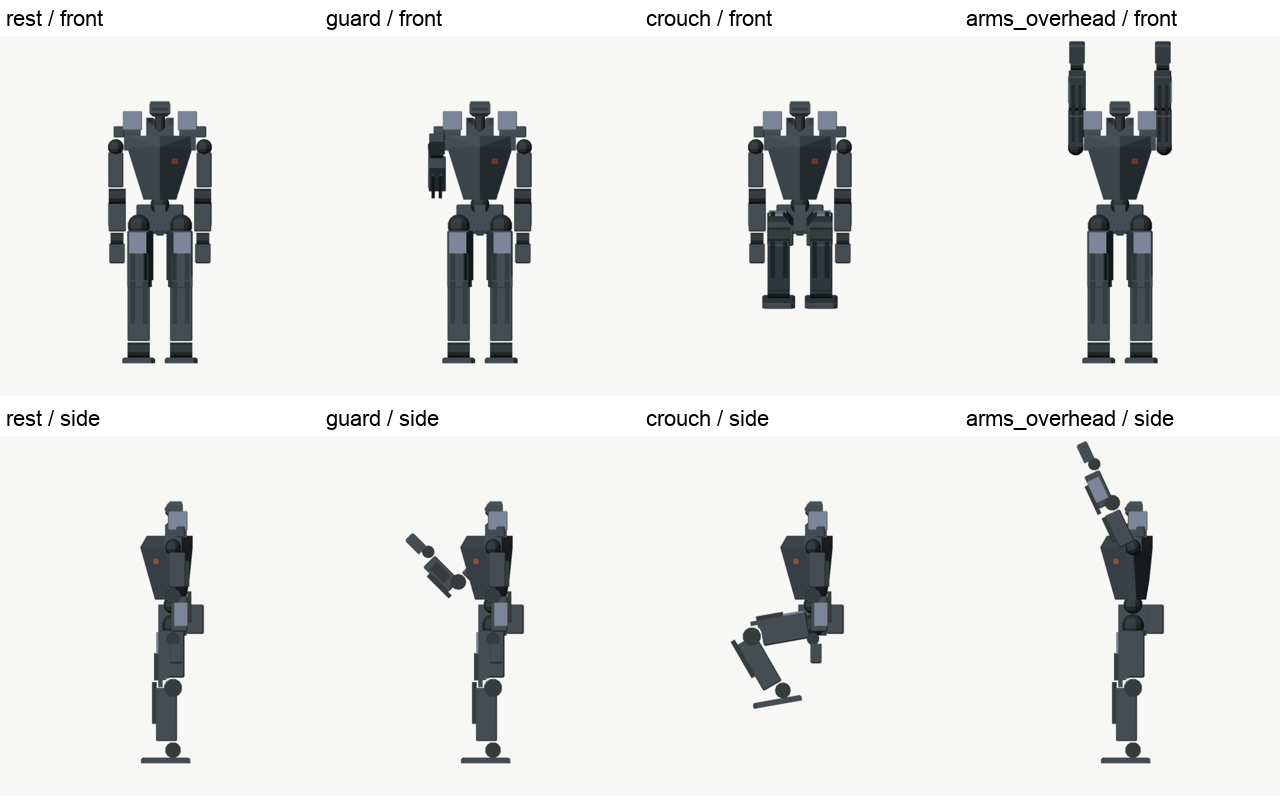 rest / front
guard / front
crouch / front
arms_overhead / front
rest / side
guard / side
crouch / side
arms_overhead / side